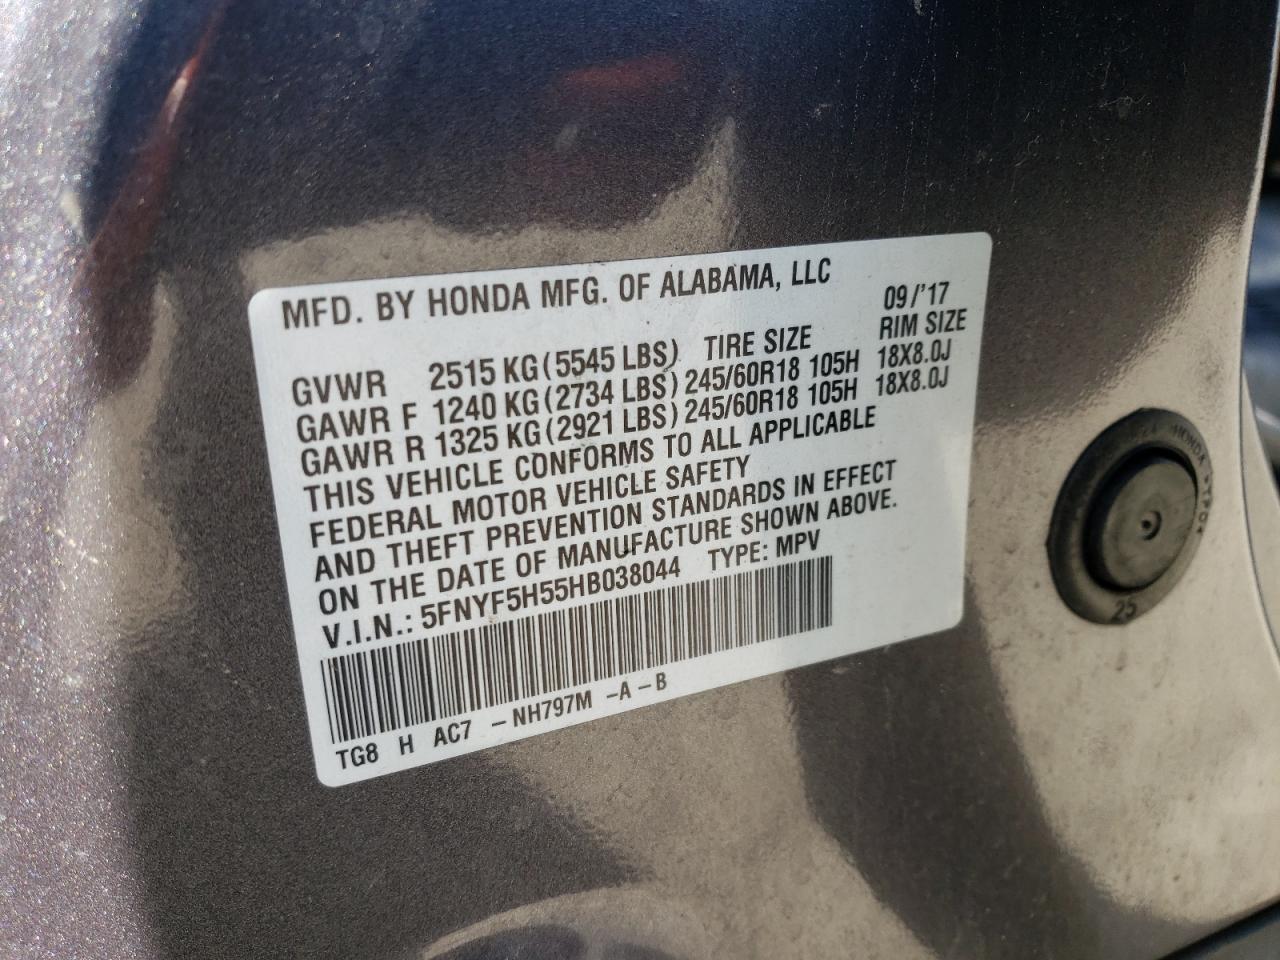 MFD. BY HONDA MFG. OF ALABAMA, LLC
09/'17
GVWR 2515 KG (5545 LBS) TIRE SIZE RIM SIZE
GAWR F 1240 KG (2734 LBS) 245/60R18 105H 18X8.0J
GAWR R 1325 KG (2921 LBS) 245/60R18 105H 18X8.0J
THIS VEHICLE CONFORMS TO ALL APPLICABLE
FEDERAL MOTOR VEHICLE SAFETY
AND THEFT PREVENTION STANDARDS IN EFFECT
ON THE DATE OF MANUFACTURE SHOWN ABOVE.
V.I.N.: 5FNYF5H55HB038044 TYPE: MPV
TG8 H AC7 -NH797M -A-B
HONDA
25